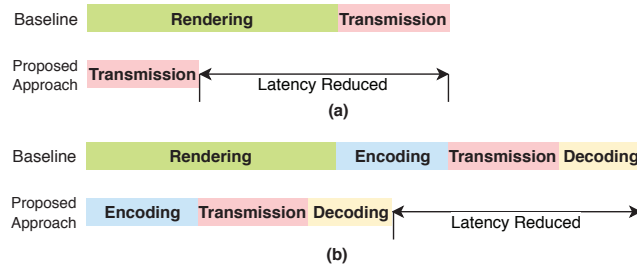 Baseline Rendering Transmission
Proposed
Approach Transmission
Latency Reduced
(a)
Baseline Rendering Encoding Transmission Decoding
Proposed
Approach Encoding Transmission Decoding
Latency Reduced
(b)